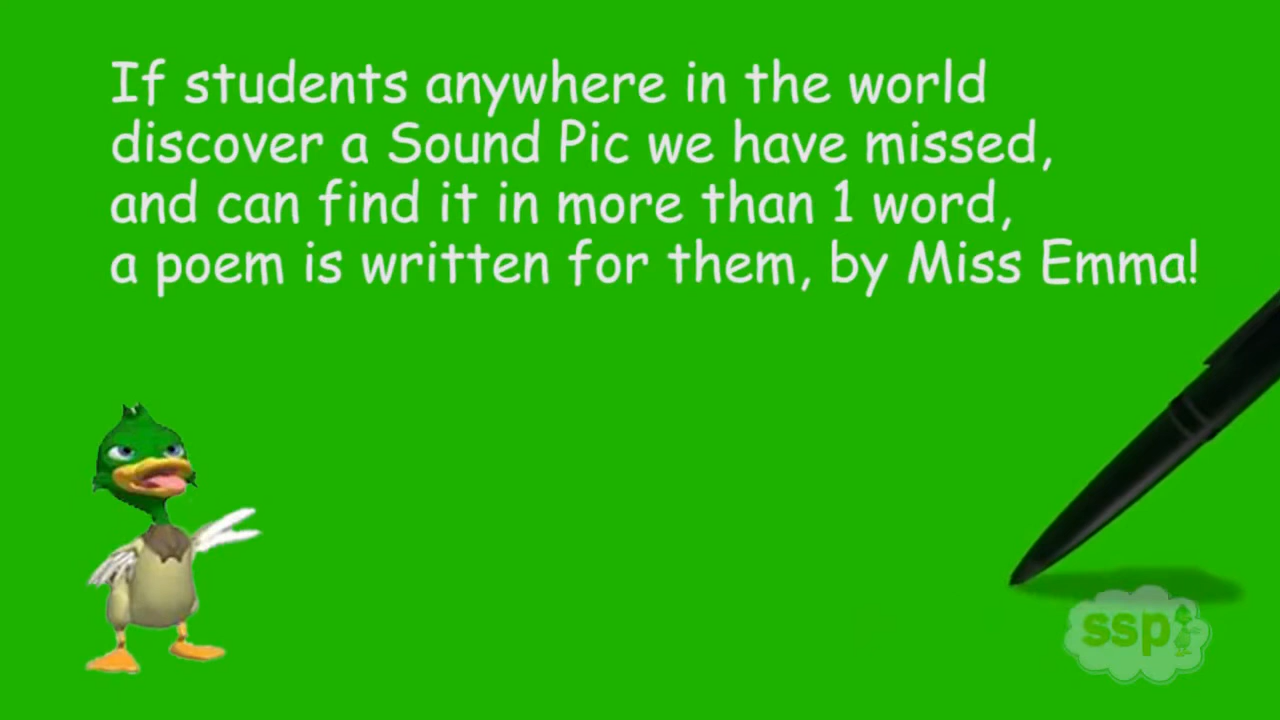 If students anywhere in the world
discover a Sound Pic we have missed,
and can find it in more than 1 word,
a poem is written for them, by Miss Emma!
ssp